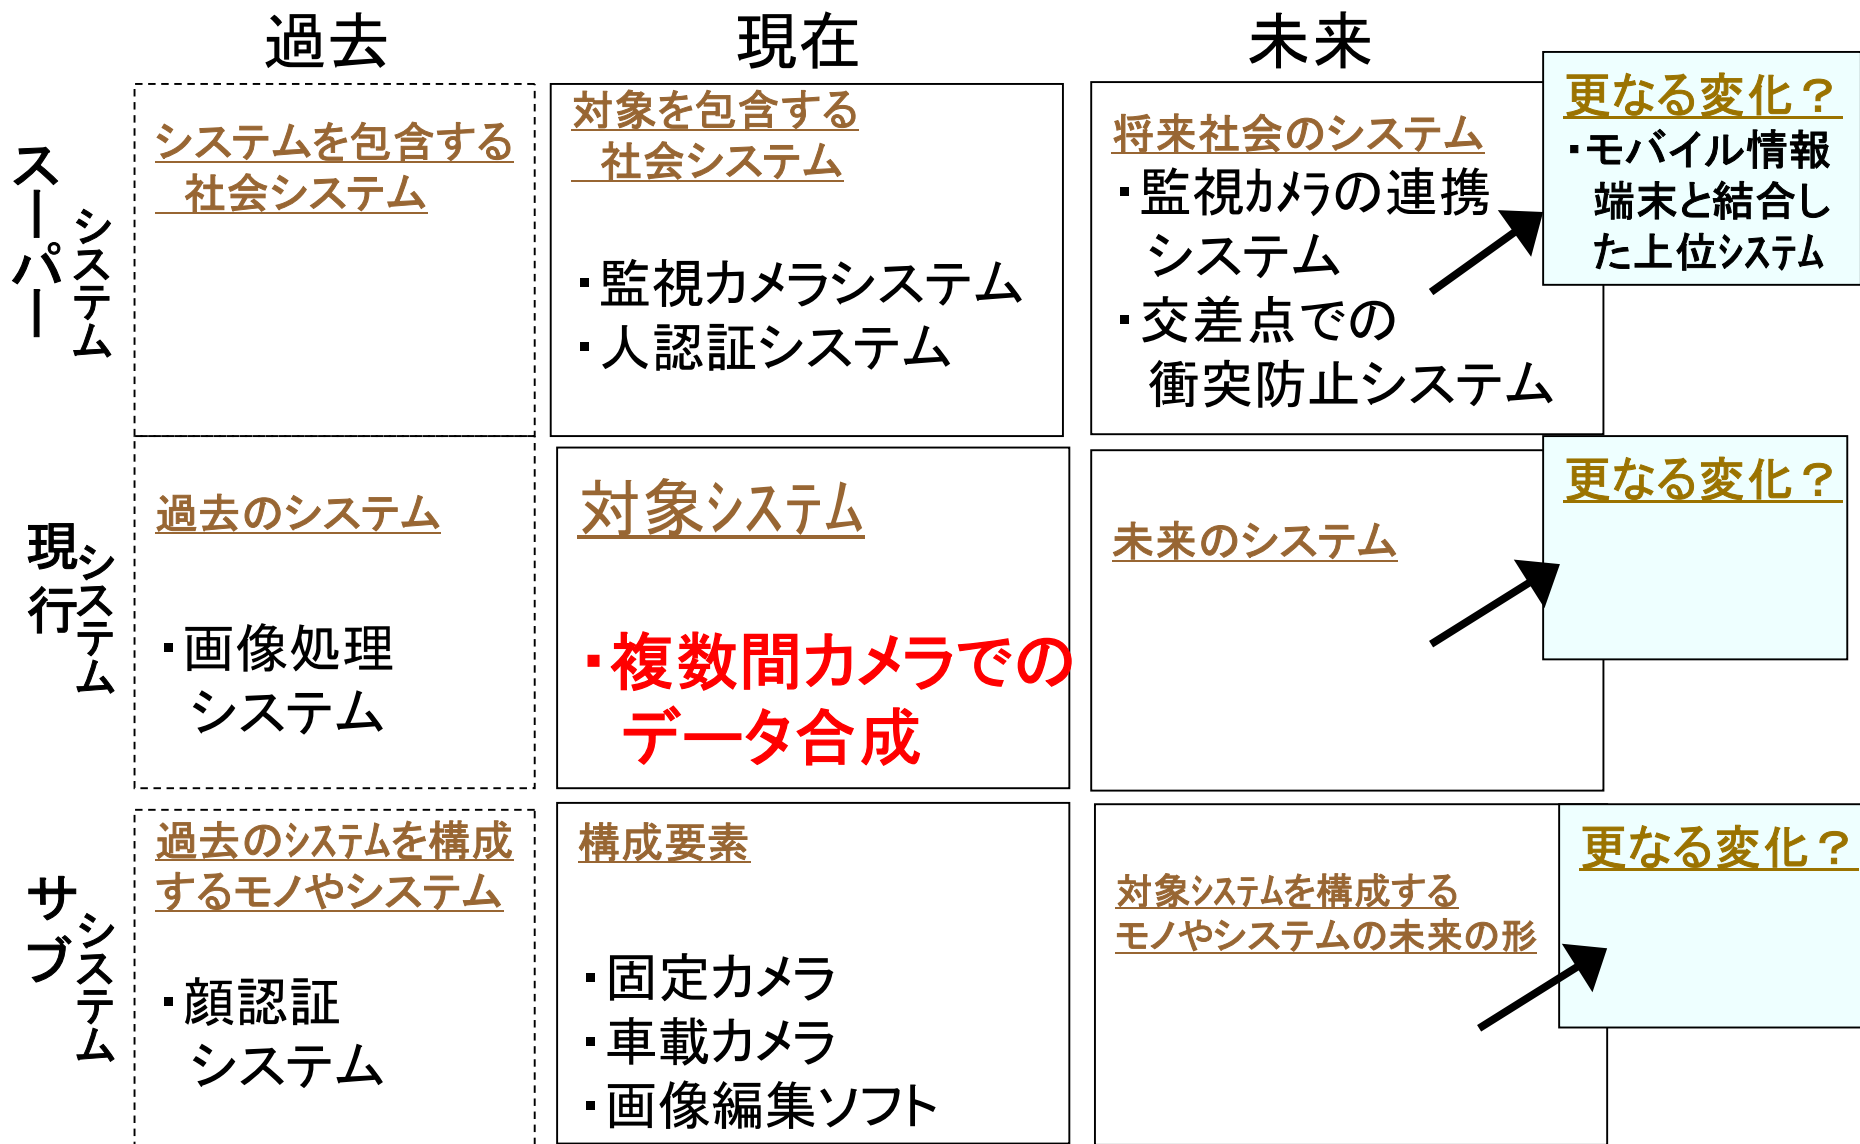 過去
現在
未来
スーパー
システム
システムを包含する
社会システム
対象を包含する
社会システム
・監視カメラシステム
・人認証システム
将来社会のシステム
・監視ｶﾒﾗの連携
システム
・交差点での
衝突防止システム
更なる変化？
・モバイル情報
端末と結合し
た上位ｼｽﾃﾑ
現行
システム
過去のシステム
・画像処理
システム
対象ｼｽﾃﾑ
・複数間カメラでの
データ合成
未来のシステム
更なる変化？
サブ
システム
過去のｼｽﾃﾑを構成
するモノやシステム
・顔認証
システム
構成要素
・固定カメラ
・車載カメラ
・画像編集ソフト
対象ｼｽﾃﾑを構成する
モノやシステムの未来の形
更なる変化？